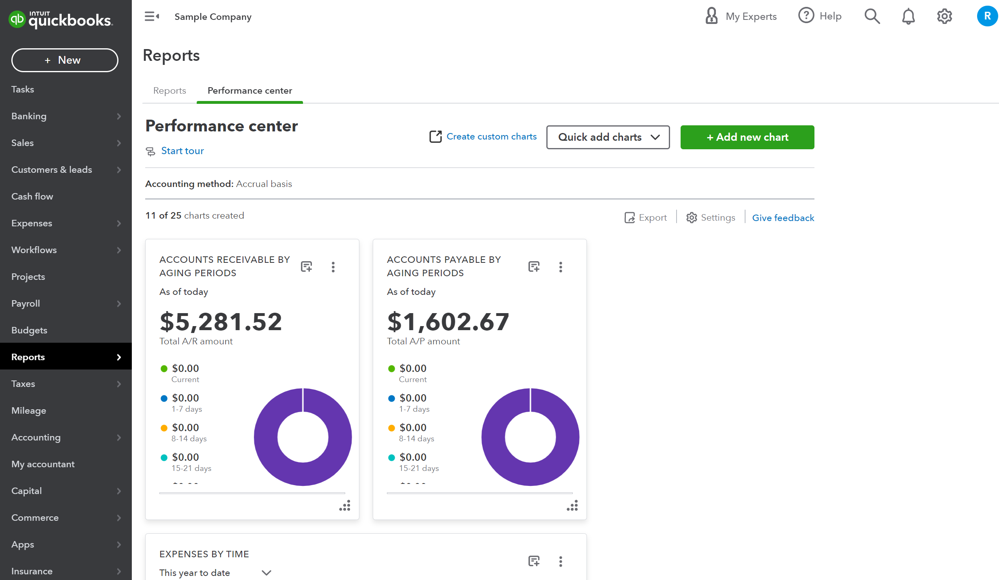 INTUIT
quickbooks.
+ New
Tasks
Banking
Sales
Customers & leads
Cash flow
Expenses
Workflows
Projects
Payroll
Budgets
Reports
Taxes
Mileage
Accounting
My accountant
Capital
Commerce
Apps
Insurance
Sample Company
My Experts
? Help
R
Reports
Reports
Performance center
Performance center
Start tour
Create custom charts
Quick add charts
+ Add new chart
Accounting method: Accrual basis
11 of 25 charts created
Export
Settings
Give feedback
ACCOUNTS RECEIVABLE BY
AGING PERIODS
As of today
$5,281.52
Total A/R amount
$0.00
Current
$0.00
1-7 days
$0.00
8-14 days
$0.00
15-21 days
ACCOUNTS PAYABLE BY
AGING PERIODS
As of today
$1,602.67
Total A/P amount
$0.00
Current
$0.00
1-7 days
$0.00
8-14 days
$0.00
15-21 days
EXPENSES BY TIME
This year to date